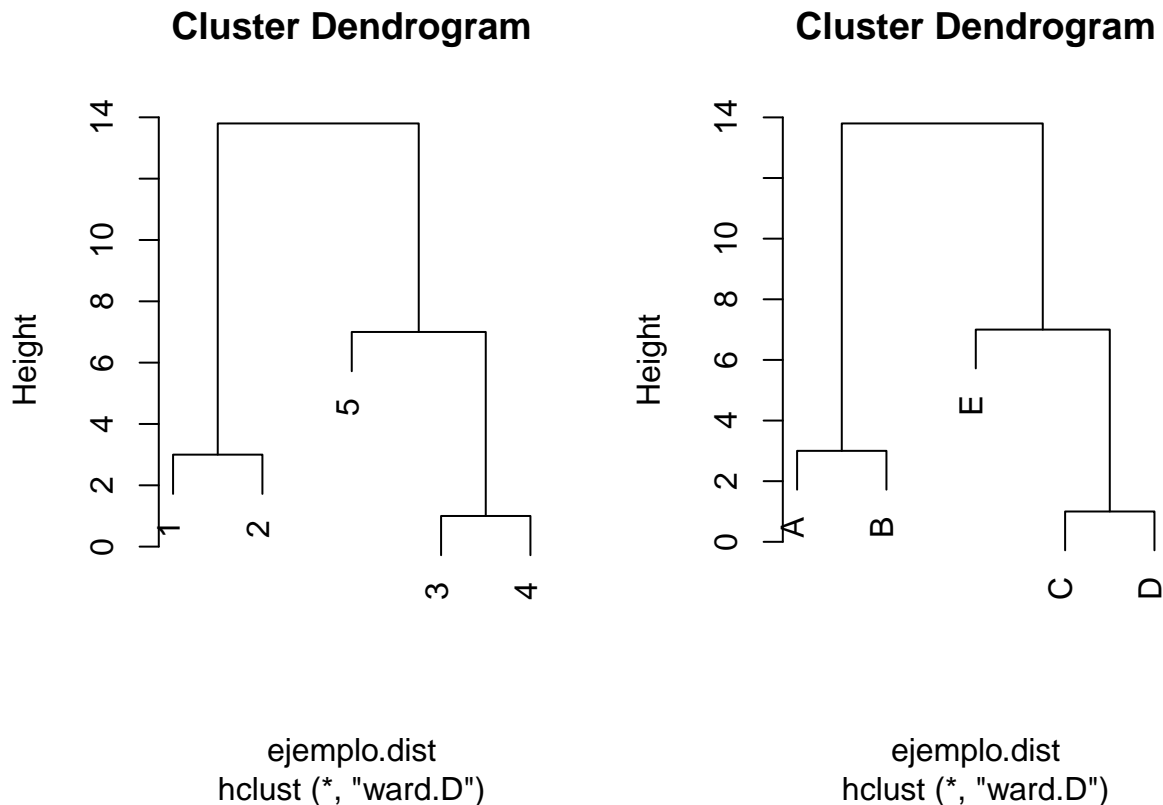 Cluster Dendrogram
Height
14
10
8
6
4
2
0
1
2
5
3
4
ejemplo.dist
hclust (*, "ward.D")
Cluster Dendrogram
Height
14
10
8
6
4
2
0
A
B
E
C
D
ejemplo.dist
hclust (*, "ward.D")